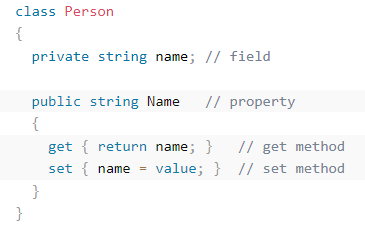 class Person
{
  private string name; // field

  public string Name   // property
  {
    get { return name; }   // get method
    set { name = value; }  // set method
  }
}